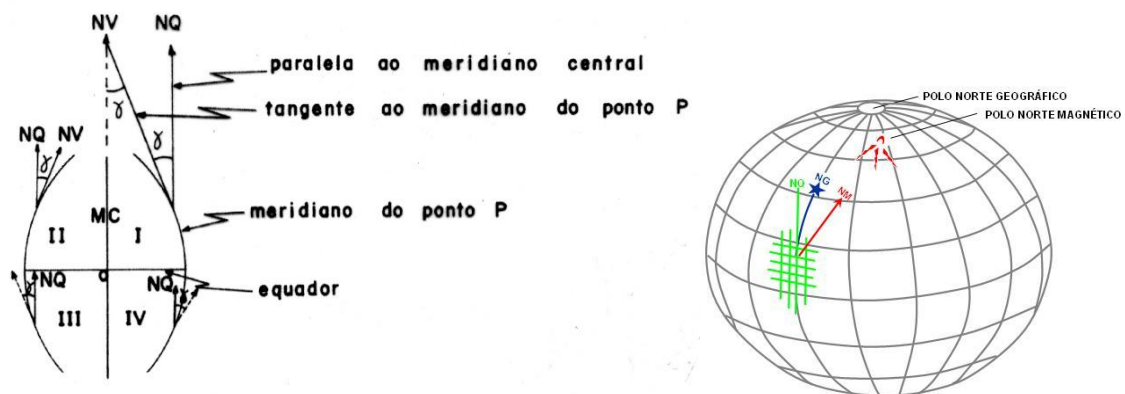 NV
NQ
paralela ao meridiano central
γ
tangente ao meridiano do ponto P
γ
NQ NV
γ
MC
meridiano do ponto P
II I
NQ
O
NQ
equador
γ
γ
III IV
POLO NORTE GEOGRÁFICO
POLO NORTE MAGNÉTICO
NQ
NG
NM